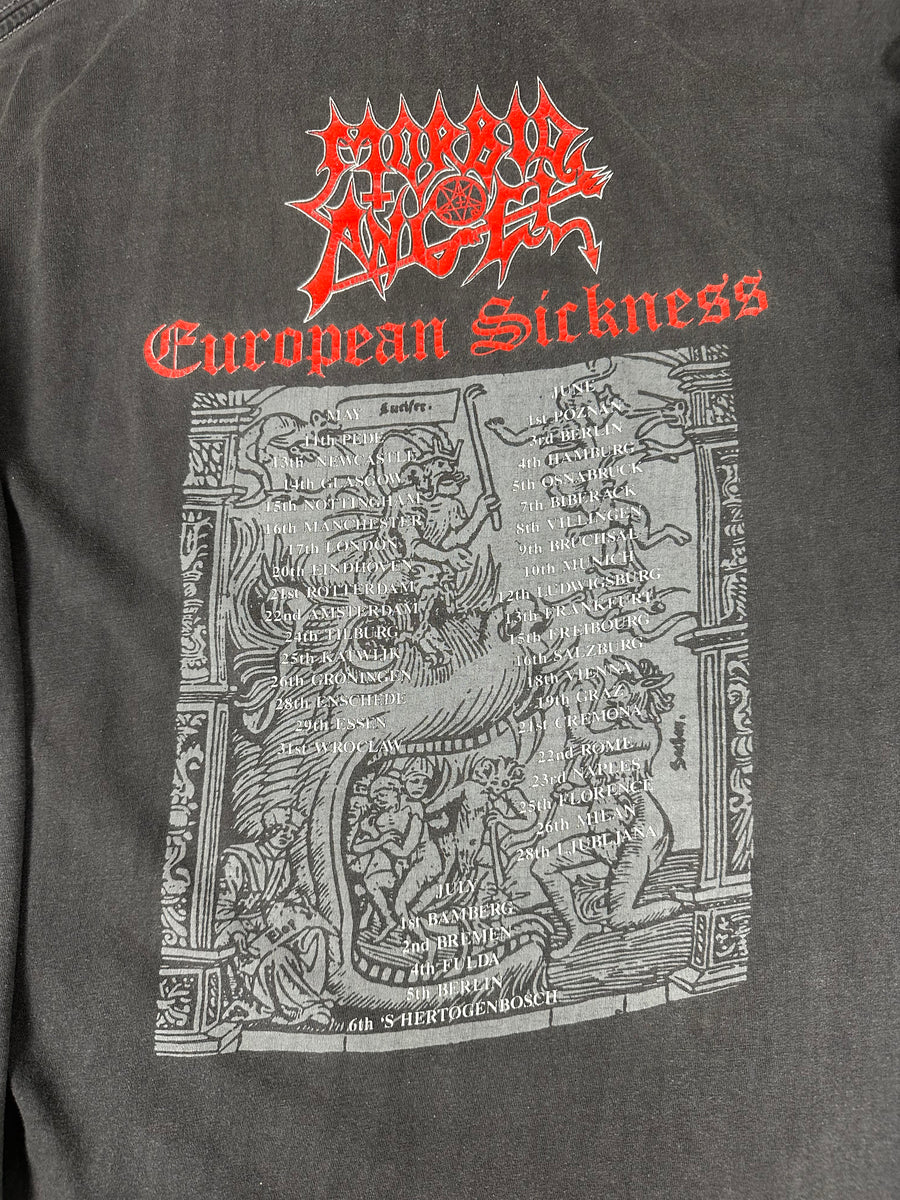 MORBID
ANGEL
European Sickness
Lucifer.
MAY
11th PEDE
13th NEWCASTLE
14th GLASGOW
15th NOTTINGHAM
16th MANCHESTER
17th LONDON
20th EINDHOVEN
21st ROTTERDAM
22nd AMSTERDAM
24th TILBURG
25th KATWIJK
26th GRONINGEN
28th ENSCHEDE
29th ESSEN
31st WROCLAW
JUNE
1st POZNAN
3rd BERLIN
4th HAMBURG
5th OSNABRUCK
7th BIBERACK
8th VILLINGEN
9th BRUCHSAL
10th MUNICH
12th LUDWIGSBURG
13th FRANKFURT
15th FREIBOURG
16th SALZBURG
18th VIENNA
19th GRAZ
21st CREMONA
22nd ROME
23rd NAPLES
25th FLORENCE
26th MILAN
28th LJUBLJANA
JULY
1st BAMBERG
2nd BREMEN
4th FULDA
5th BERLIN
6th 'S HERTØGENBOSCH